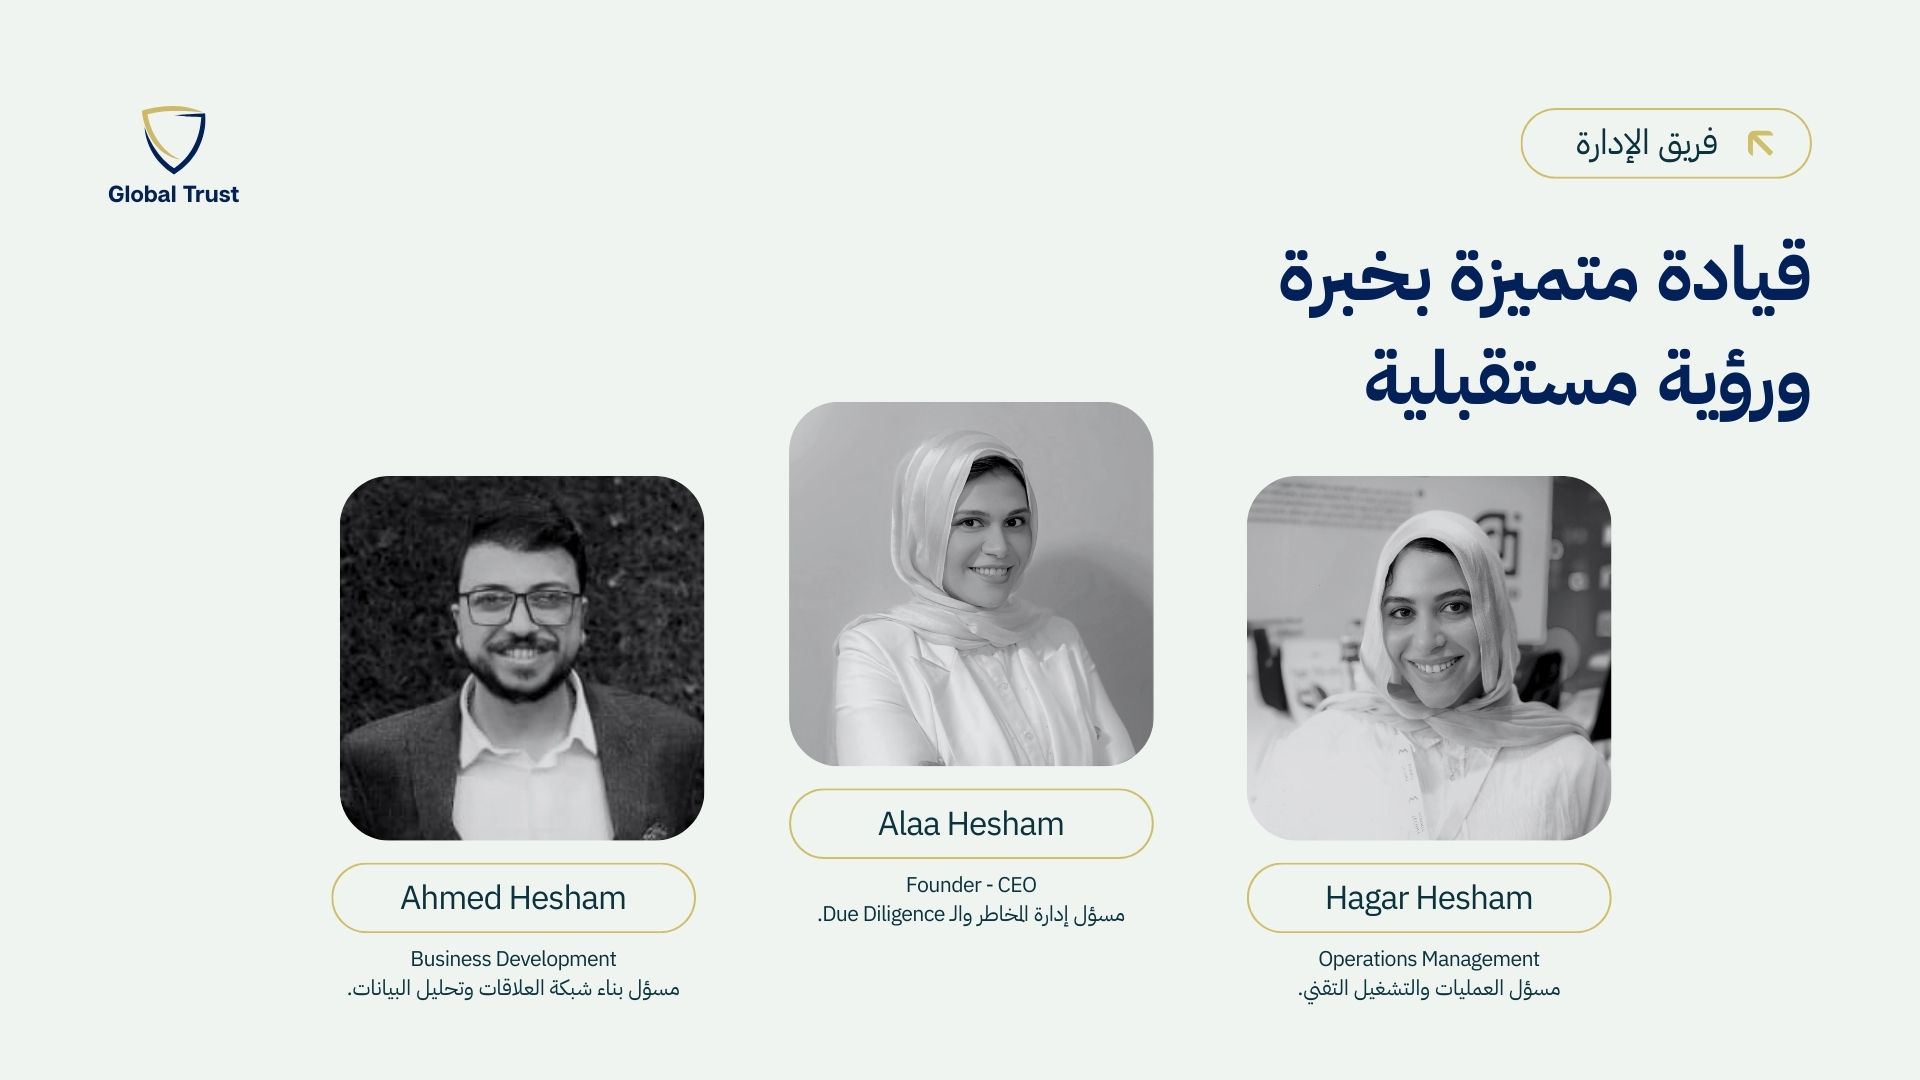 Global Trust
فريق الإدارة
قيادة متميزة بخبرة
ورؤية مستقبلية
Alaa Hesham
Founder - CEO
مسؤل إدارة المخاطر والـ Due Diligence.
Ahmed Hesham
Business Development
مسؤل بناء شبكة العلاقات وتحليل البيانات.
Hagar Hesham
Operations Management
مسؤل العمليات والتشغيل التقني.